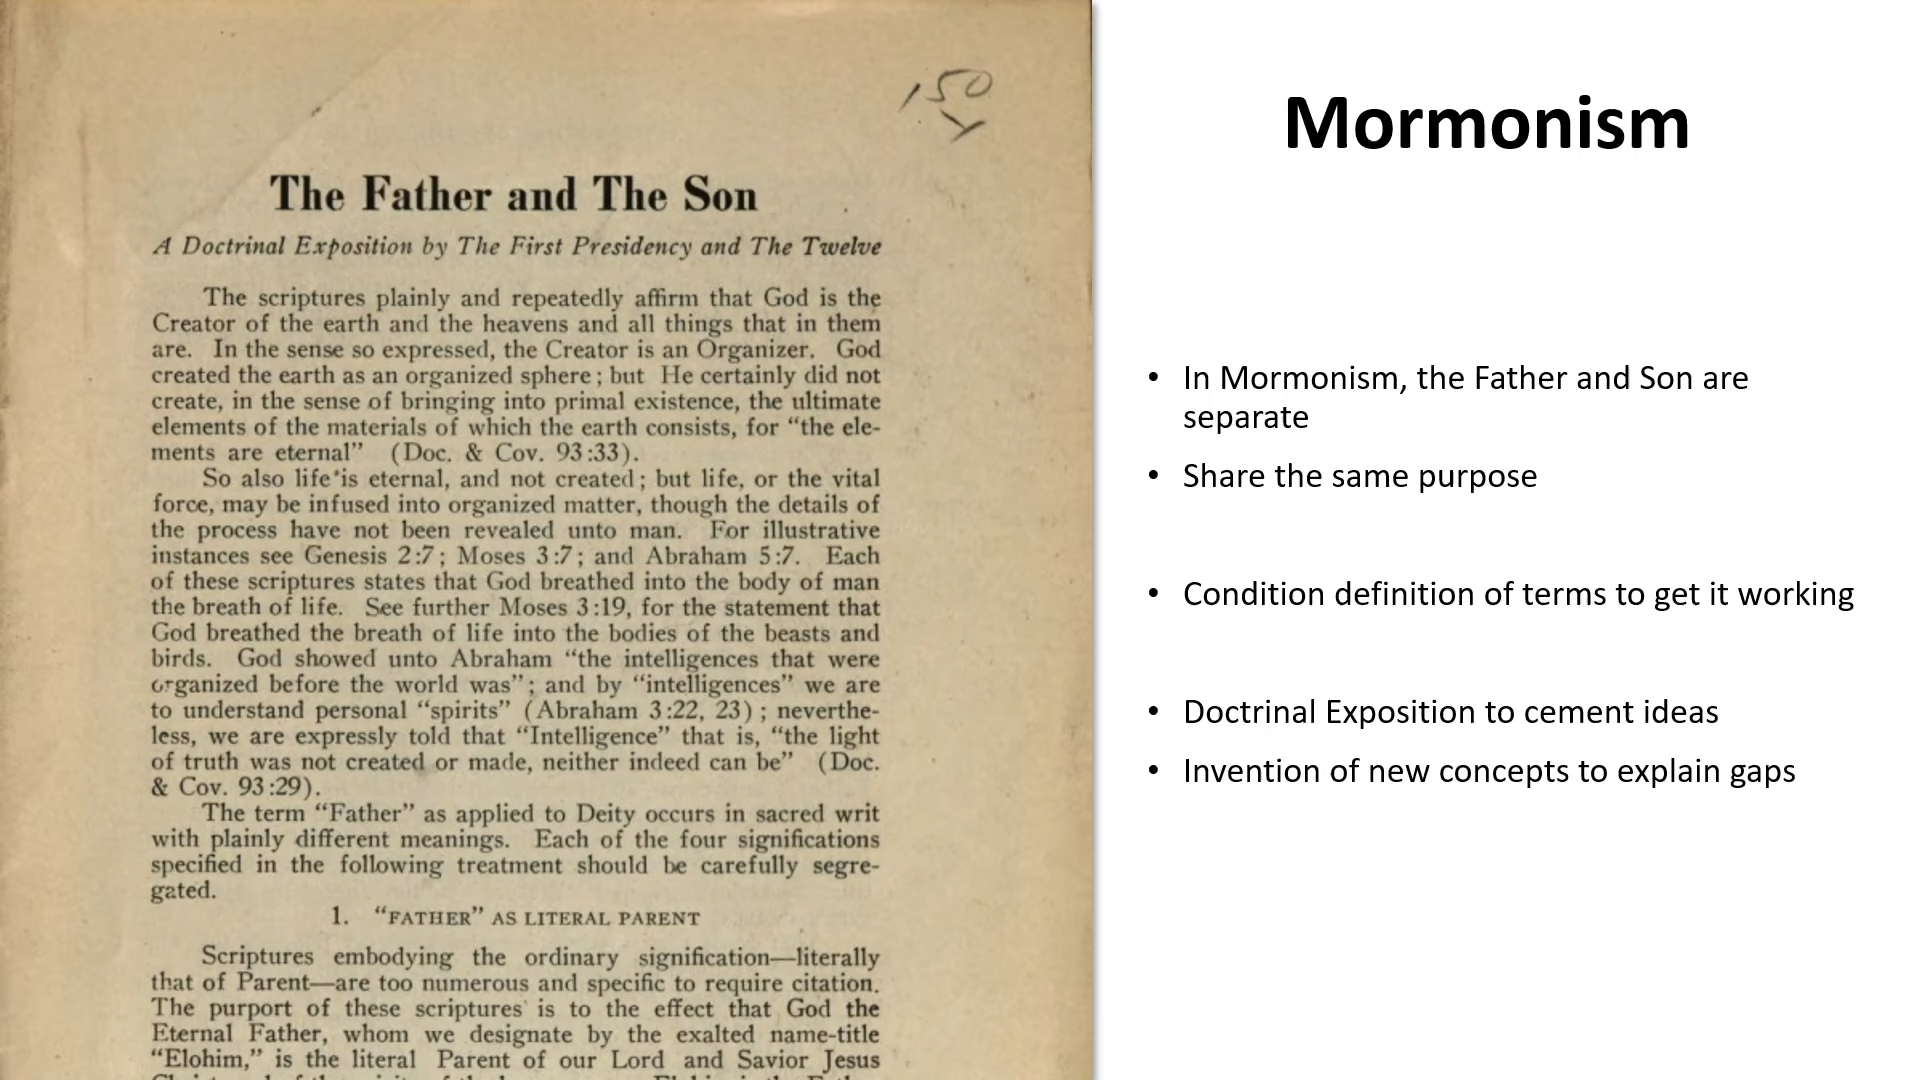 150
The Father and The Son
A Doctrinal Exposition by The First Presidency and The Twelve
The scriptures plainly and repeatedly affirm that God is the
Creator of the earth and the heavens and all things that in them
are. In the sense so expressed, the Creator is an Organizer. God
created the earth as an organized sphere; but He certainly did not
create, in the sense of bringing into primal existence, the ultimate
elements of the materials of which the earth consists, for “the ele-
ments are eternal” (Doc. & Cov. 93:33).
So also life is eternal, and not created; but life, or the vital
force, may be infused into organized matter, though the details of
the process have not been revealed unto man. For illustrative
instances see Genesis 2:7; Moses 3:7; and Abraham 5:7. Each
of these scriptures states that God breathed into the body of man
the breath of life. See further Moses 3:19, for the statement that
God breathed the breath of life into the bodies of the beasts and
birds. God showed unto Abraham “the intelligences that were
organized before the world was”; and by “intelligences” we are
to understand personal “spirits” (Abraham 3:22, 23); neverthe-
less, we are expressly told that “Intelligence” that is, “the light
of truth was not created or made, neither indeed can be” (Doc.
& Cov. 93:29).
The term “Father” as applied to Deity occurs in sacred writ
with plainly different meanings. Each of the four significations
specified in the following treatment should be carefully segre-
gated.
1. “FATHER” AS LITERAL PARENT
Scriptures embodying the ordinary signification—literally
that of Parent—are too numerous and specific to require citation.
The purport of these scriptures is to the effect that God the
Eternal Father, whom we designate by the exalted name-title
“Elohim,” is the literal Parent of our Lord and Savior Jesus
Mormonism
• In Mormonism, the Father and Son are
separate
• Share the same purpose
• Condition definition of terms to get it working
• Doctrinal Exposition to cement ideas
• Invention of new concepts to explain gaps